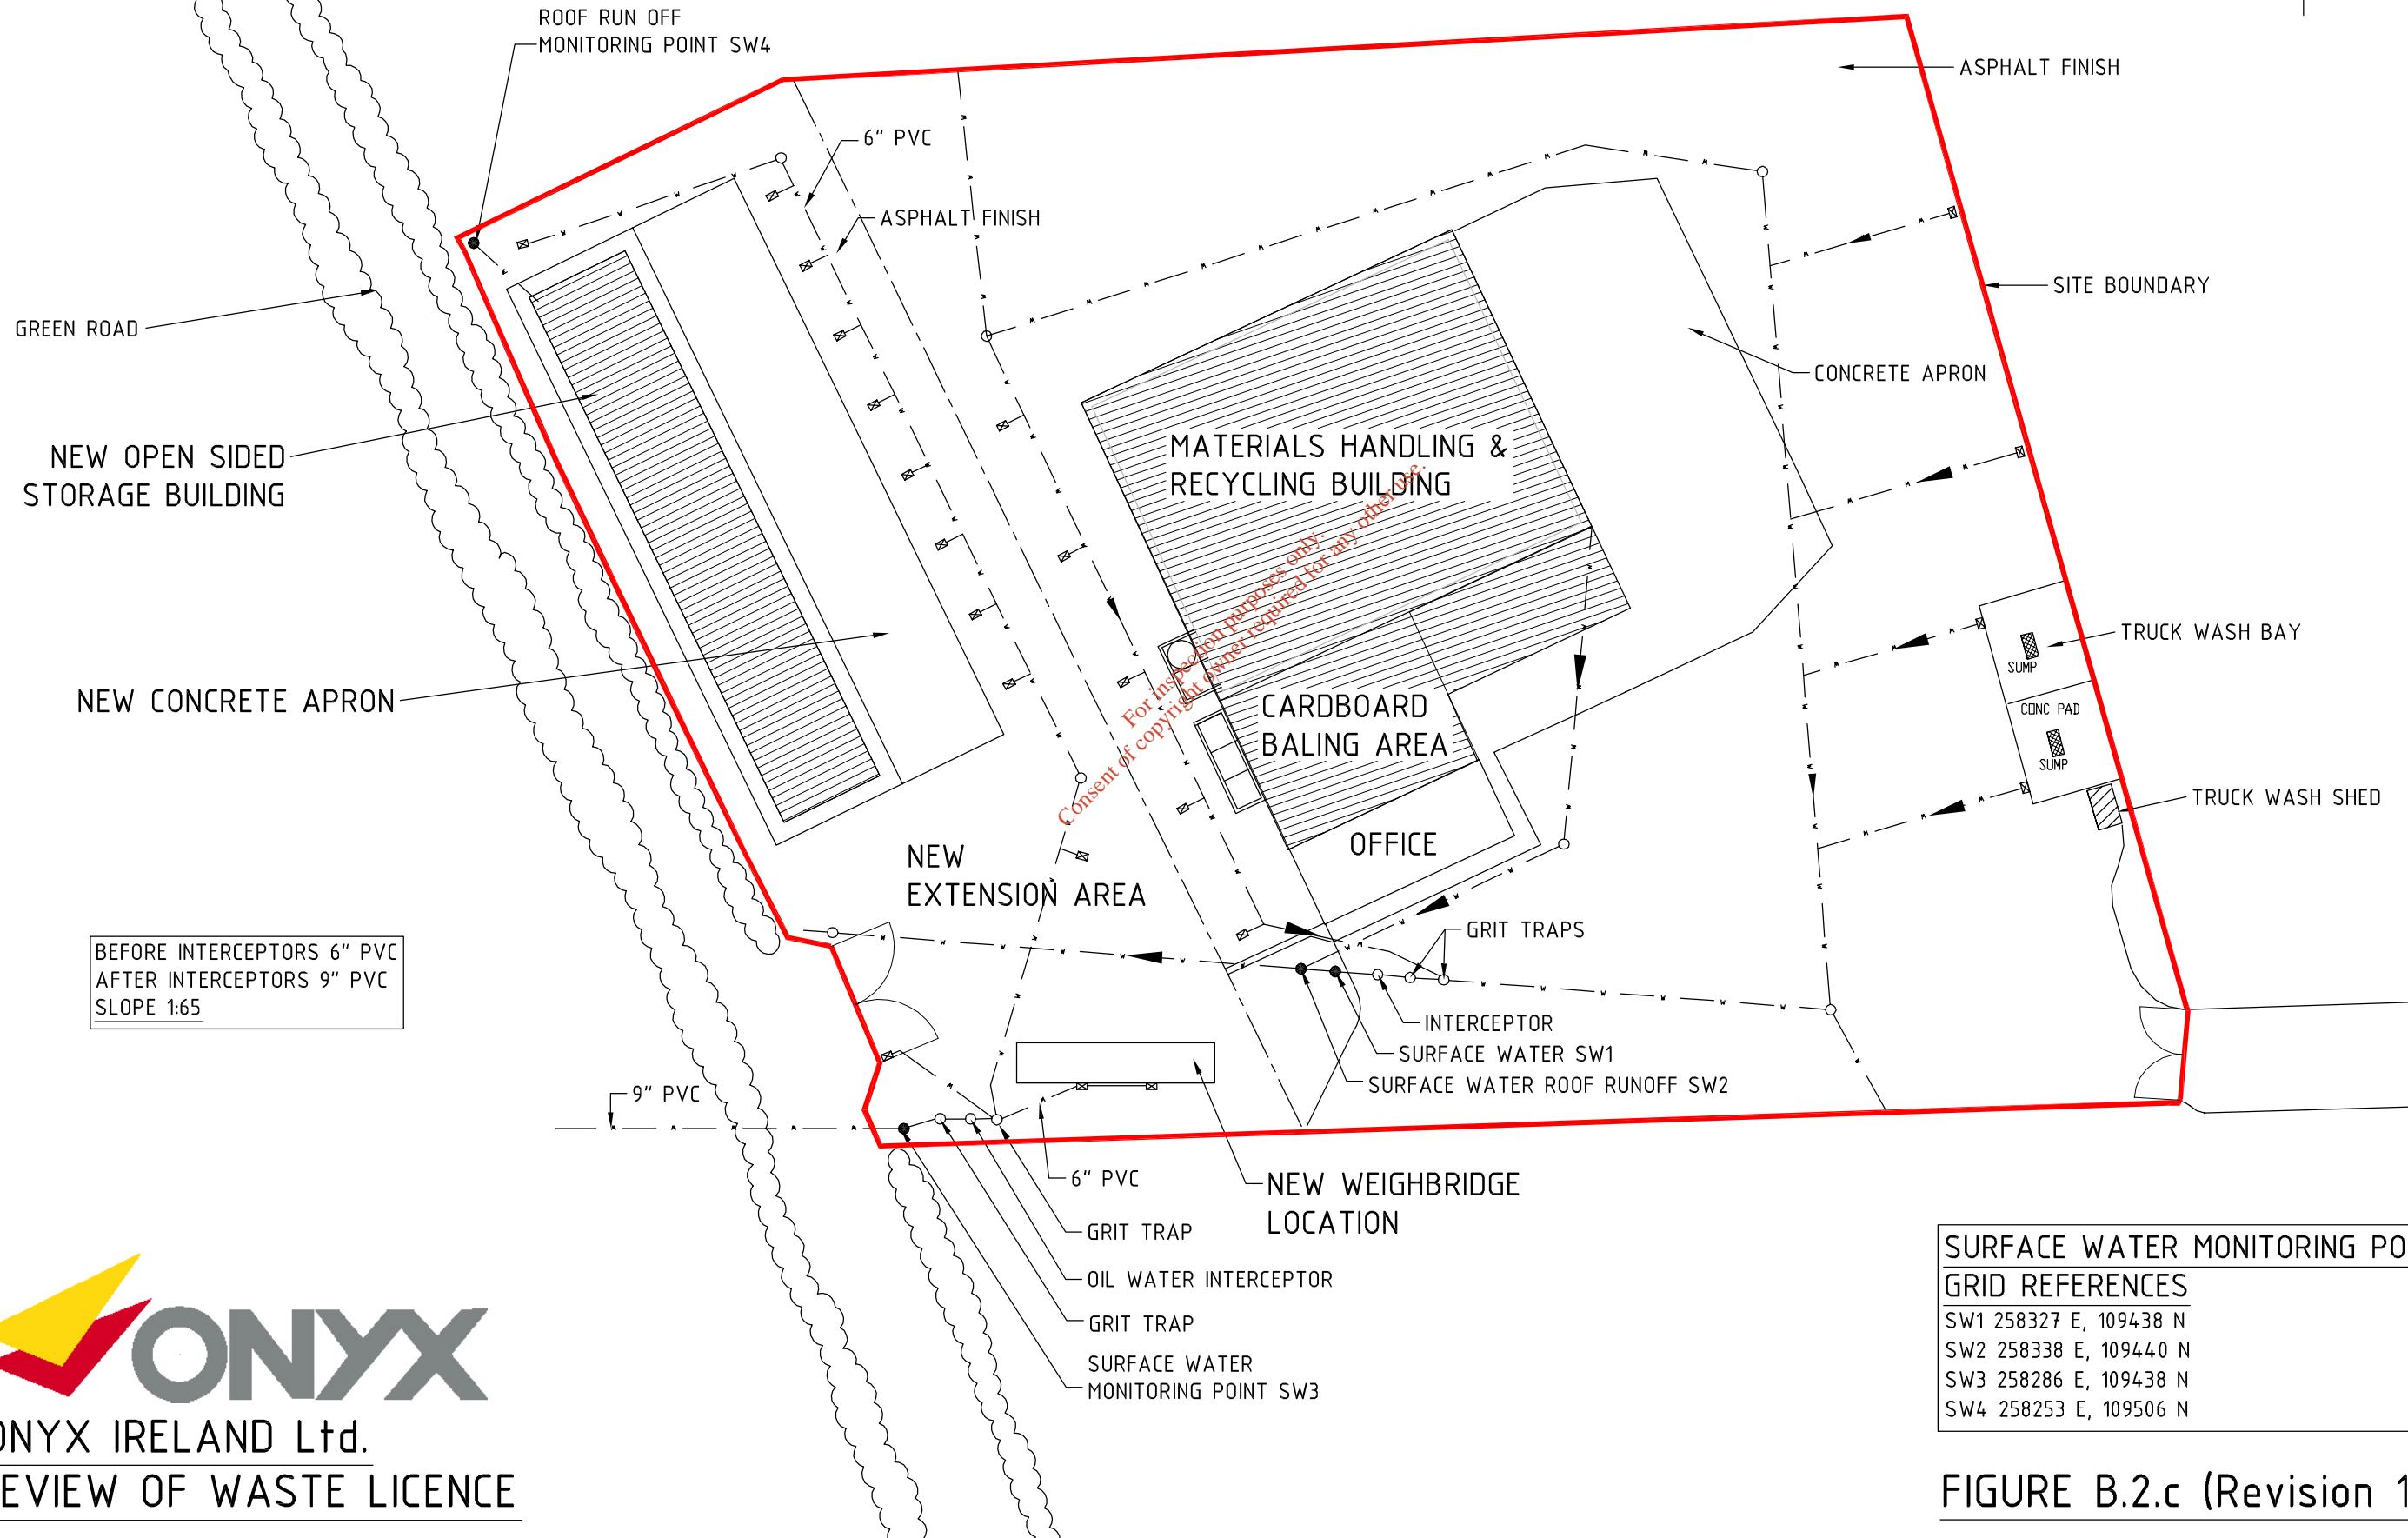 ROOF RUN OFF
MONITORING POINT SW4
ASPHALT FINISH
6" PVC
ASPHALT FINISH
SITE BOUNDARY
GREEN ROAD
CONCRETE APRON
NEW OPEN SIDED
STORAGE BUILDING
MATERIALS HANDLING &
RECYCLING BUILDING
For inspection purposes only.
Consent of copyright owner required for any other use.
TRUCK WASH BAY
SUMP
NEW CONCRETE APRON
CONC PAD
CARDBOARD
BALING AREA
SUMP
TRUCK WASH SHED
OFFICE
NEW
EXTENSION AREA
GRIT TRAPS
BEFORE INTERCEPTORS 6" PVC
AFTER INTERCEPTORS 9" PVC
SLOPE 1:65
INTERCEPTOR
SURFACE WATER SW1
SURFACE WATER ROOF RUNOFF SW2
9" PVC
6" PVC
NEW WEIGHBRIDGE
LOCATION
GRIT TRAP
OIL WATER INTERCEPTOR
GRIT TRAP
SURFACE WATER
MONITORING POINT SW3
SURFACE WATER MONITORING PO
GRID REFERENCES
SW1 258327 E, 109438 N
SW2 258338 E, 109440 N
SW3 258286 E, 109438 N
SW4 258253 E, 109506 N
ONYX
ONYX IRELAND Ltd.
EVIEW OF WASTE LICENCE
FIGURE B.2.c (Revision 1